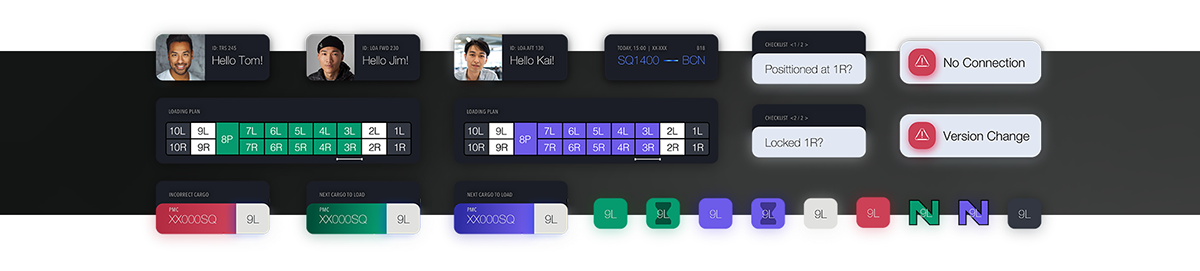 ID: TRS 245
Hello Tom!
ID: LOA FWD 230
Hello Jim!
ID: LOA AFT 130
Hello Kai!
TODAY, 15:00 | XX XXX B18
SQ1400 BCN
CHECKLIST <1 / 2 >
Posittioned at 1R?
No Connection
LOADING PLAN
10L 9L 8P 7L 6L 5L 4L 3L 2L 1L
10R 9R 7R 6R 5R 4R 3R 2R 1R
LOADING PLAN
10L 9L 8P 7L 6L 5L 4L 3L 2L 1L
10R 9R 7R 6R 5R 4R 3R 2R 1R
CHECKLIST <2 / 2 >
Locked 1R?
Version Change
INCORRECT CARGO
PMC
XX000SQ 9L
NEXT CARGO TO LOAD
PMC
XX000SQ 9L
NEXT CARGO TO LOAD
PMC
XX000SQ 9L
9L 9L 9L 9L 9L 9L 9L 9L 9L